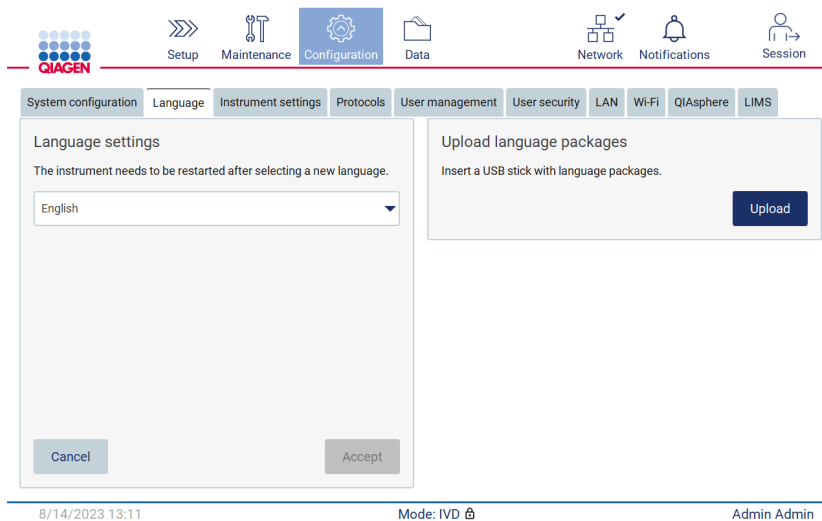 QIAGEN
Setup
Maintenance
Configuration
Data
Network
Notifications
Session
System configuration
Language
Instrument settings
Protocols
User management
User security
LAN
Wi-Fi
QIAsphere
LIMS
Language settings
The instrument needs to be restarted after selecting a new language.
English
Cancel
Accept
Upload language packages
Insert a USB stick with language packages.
Upload
8/14/2023 13:11
Mode: IVD
Admin Admin